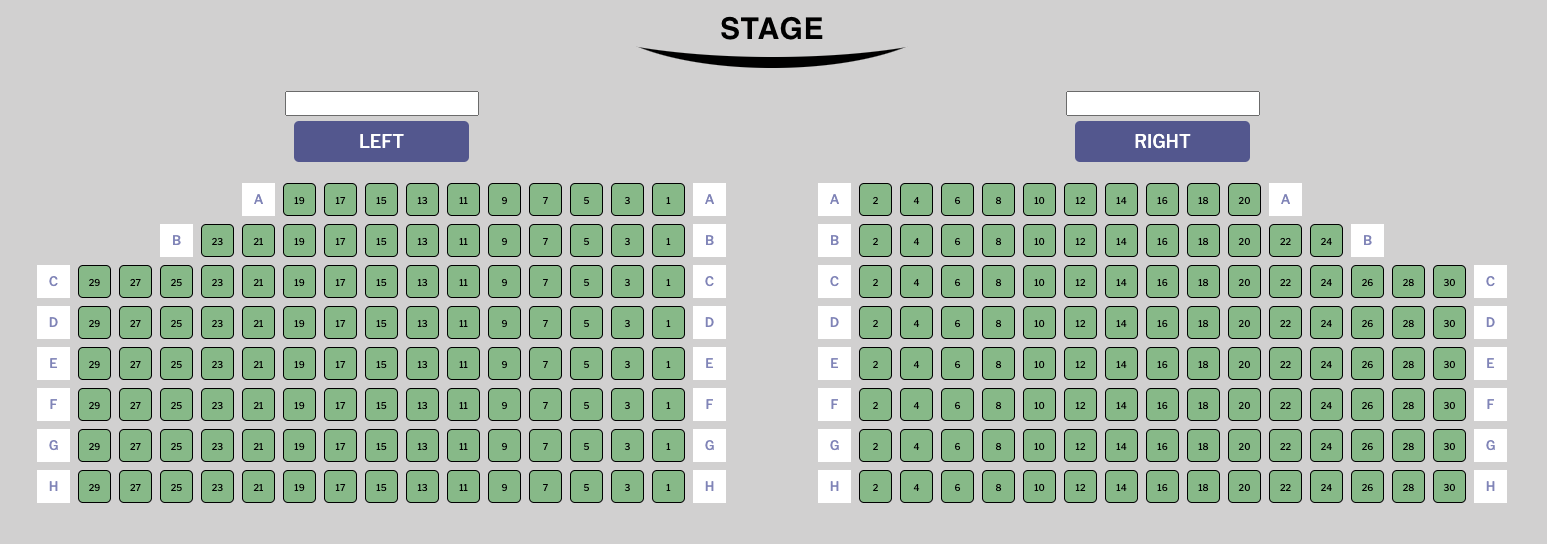 STAGE
LEFT RIGHT
A 19 17 15 13 11 9 7 5 3 1 A A 2 4 6 8 10 12 14 16 18 20 A
B 23 21 19 17 15 13 11 9 7 5 3 1 B B 2 4 6 8 10 12 14 16 18 20 22 24 B
C 29 27 25 23 21 19 17 15 13 11 9 7 5 3 1 C C 2 4 6 8 10 12 14 16 18 20 22 24 26 28 30 C
D 29 27 25 23 21 19 17 15 13 11 9 7 5 3 1 D D 2 4 6 8 10 12 14 16 18 20 22 24 26 28 30 D
E 29 27 25 23 21 19 17 15 13 11 9 7 5 3 1 E E 2 4 6 8 10 12 14 16 18 20 22 24 26 28 30 E
F 29 27 25 23 21 19 17 15 13 11 9 7 5 3 1 F F 2 4 6 8 10 12 14 16 18 20 22 24 26 28 30 F
G 29 27 25 23 21 19 17 15 13 11 9 7 5 3 1 G G 2 4 6 8 10 12 14 16 18 20 22 24 26 28 30 G
H 29 27 25 23 21 19 17 15 13 11 9 7 5 3 1 H H 2 4 6 8 10 12 14 16 18 20 22 24 26 28 30 H